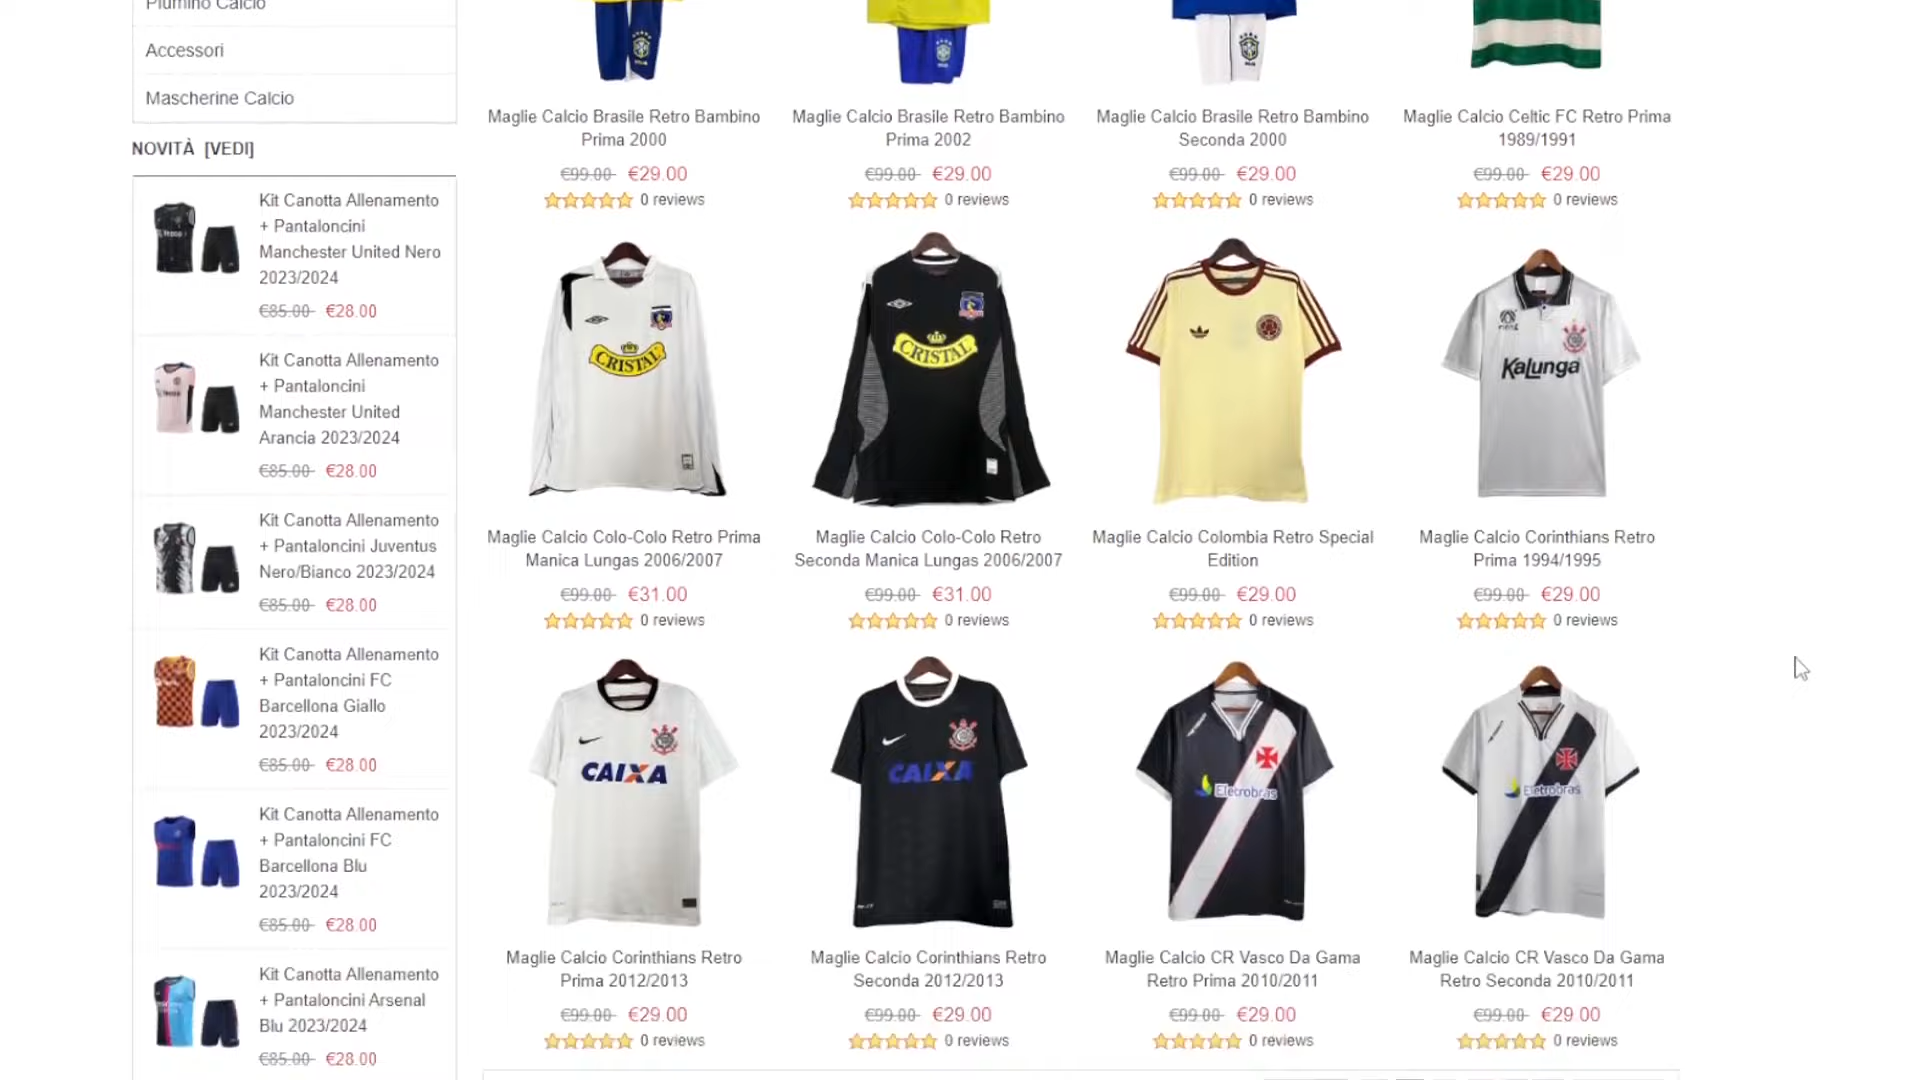 Piumino Calcio
Accessori
Mascherine Calcio
NOVITÀ [VEDI]
Kit Canotta Allenamento
+ Pantaloncini
Manchester United Nero
2023/2024
€85.00 €28.00
Kit Canotta Allenamento
+ Pantaloncini
Manchester United
Arancia 2023/2024
€85.00 €28.00
Kit Canotta Allenamento
+ Pantaloncini Juventus
Nero/Bianco 2023/2024
€85.00 €28.00
Kit Canotta Allenamento
+ Pantaloncini FC
Barcellona Giallo
2023/2024
€85.00 €28.00
Kit Canotta Allenamento
+ Pantaloncini FC
Barcellona Blu
2023/2024
€85.00 €28.00
Kit Canotta Allenamento
+ Pantaloncini Arsenal
Blu 2023/2024
€85.00 €28.00
Maglie Calcio Brasile Retro Bambino
Prima 2000
€99.00 €29.00
0 reviews
Maglie Calcio Brasile Retro Bambino
Prima 2002
€99.00 €29.00
0 reviews
Maglie Calcio Brasile Retro Bambino
Seconda 2000
€99.00 €29.00
0 reviews
Maglie Calcio Celtic FC Retro Prima
1989/1991
€99.00 €29.00
0 reviews
CRISTAL
Maglie Calcio Colo-Colo Retro Prima
Manica Lungas 2006/2007
€99.00 €31.00
0 reviews
CRISTAL
Maglie Calcio Colo-Colo Retro
Seconda Manica Lungas 2006/2007
€99.00 €31.00
0 reviews
Maglie Calcio Colombia Retro Special
Edition
€99.00 €29.00
0 reviews
Kalunga
Maglie Calcio Corinthians Retro
Prima 1994/1995
€99.00 €29.00
0 reviews
CAIXA
Maglie Calcio Corinthians Retro
Prima 2012/2013
€99.00 €29.00
0 reviews
CAIXA
Maglie Calcio Corinthians Retro
Seconda 2012/2013
€99.00 €29.00
0 reviews
Eletrobras
Maglie Calcio CR Vasco Da Gama
Retro Prima 2010/2011
€99.00 €29.00
0 reviews
Eletrobras
Maglie Calcio CR Vasco Da Gama
Retro Seconda 2010/2011
€99.00 €29.00
0 reviews